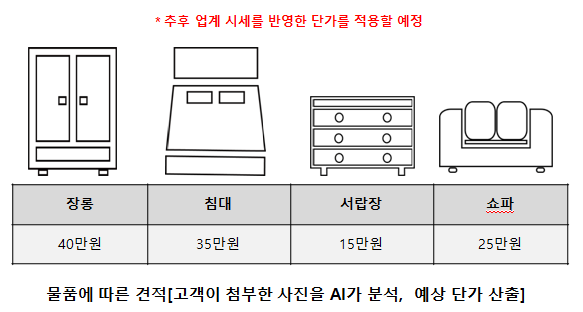 * 추후 업계 시세를 반영한 단가를 적용할 예정
장롱 침대 서랍장 쇼파
40만원 35만원 15만원 25만원
물품에 따른 견적[고객이 첨부한 사진을 AI가 분석, 예상 단가 산출]